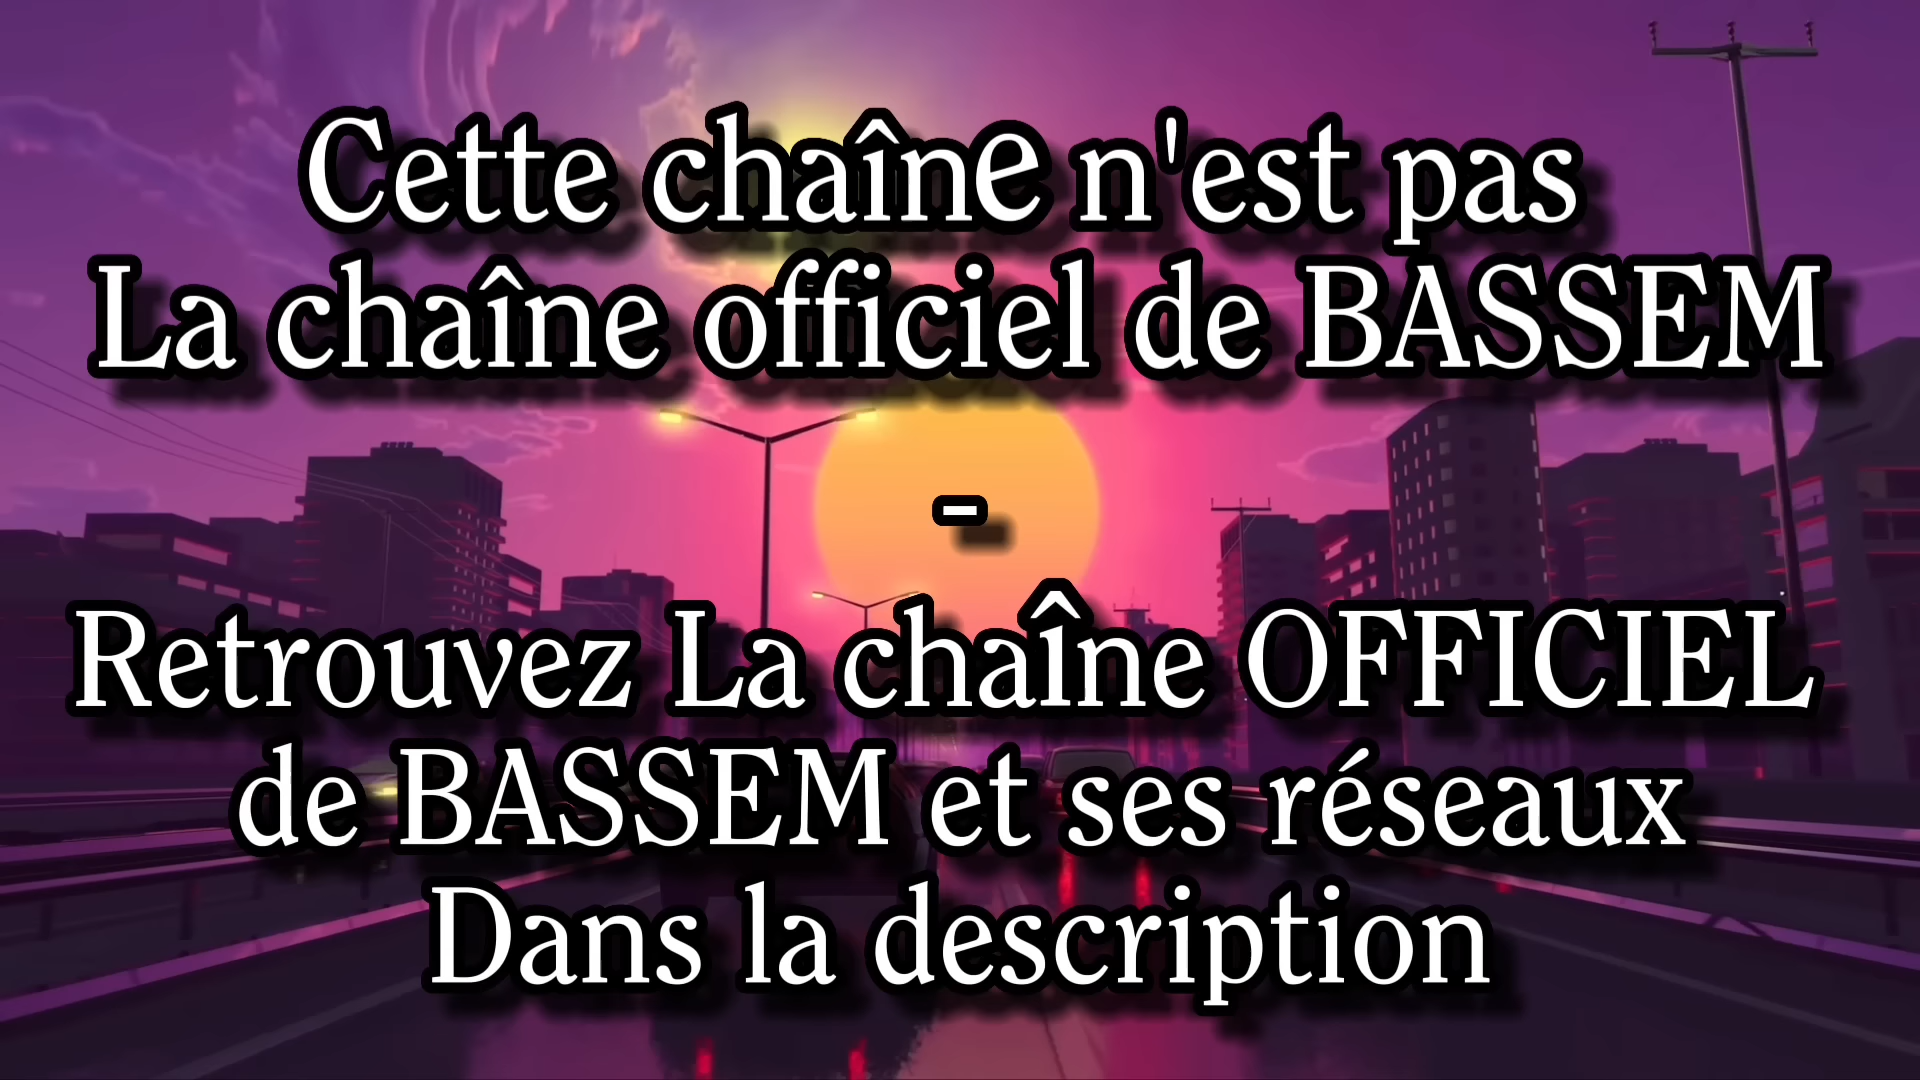 Cette chaîne n'est pas
La chaîne officiel de BASSEM
-
Retrouvez La chaîne OFFICIEL
de BASSEM et ses réseaux
Dans la description